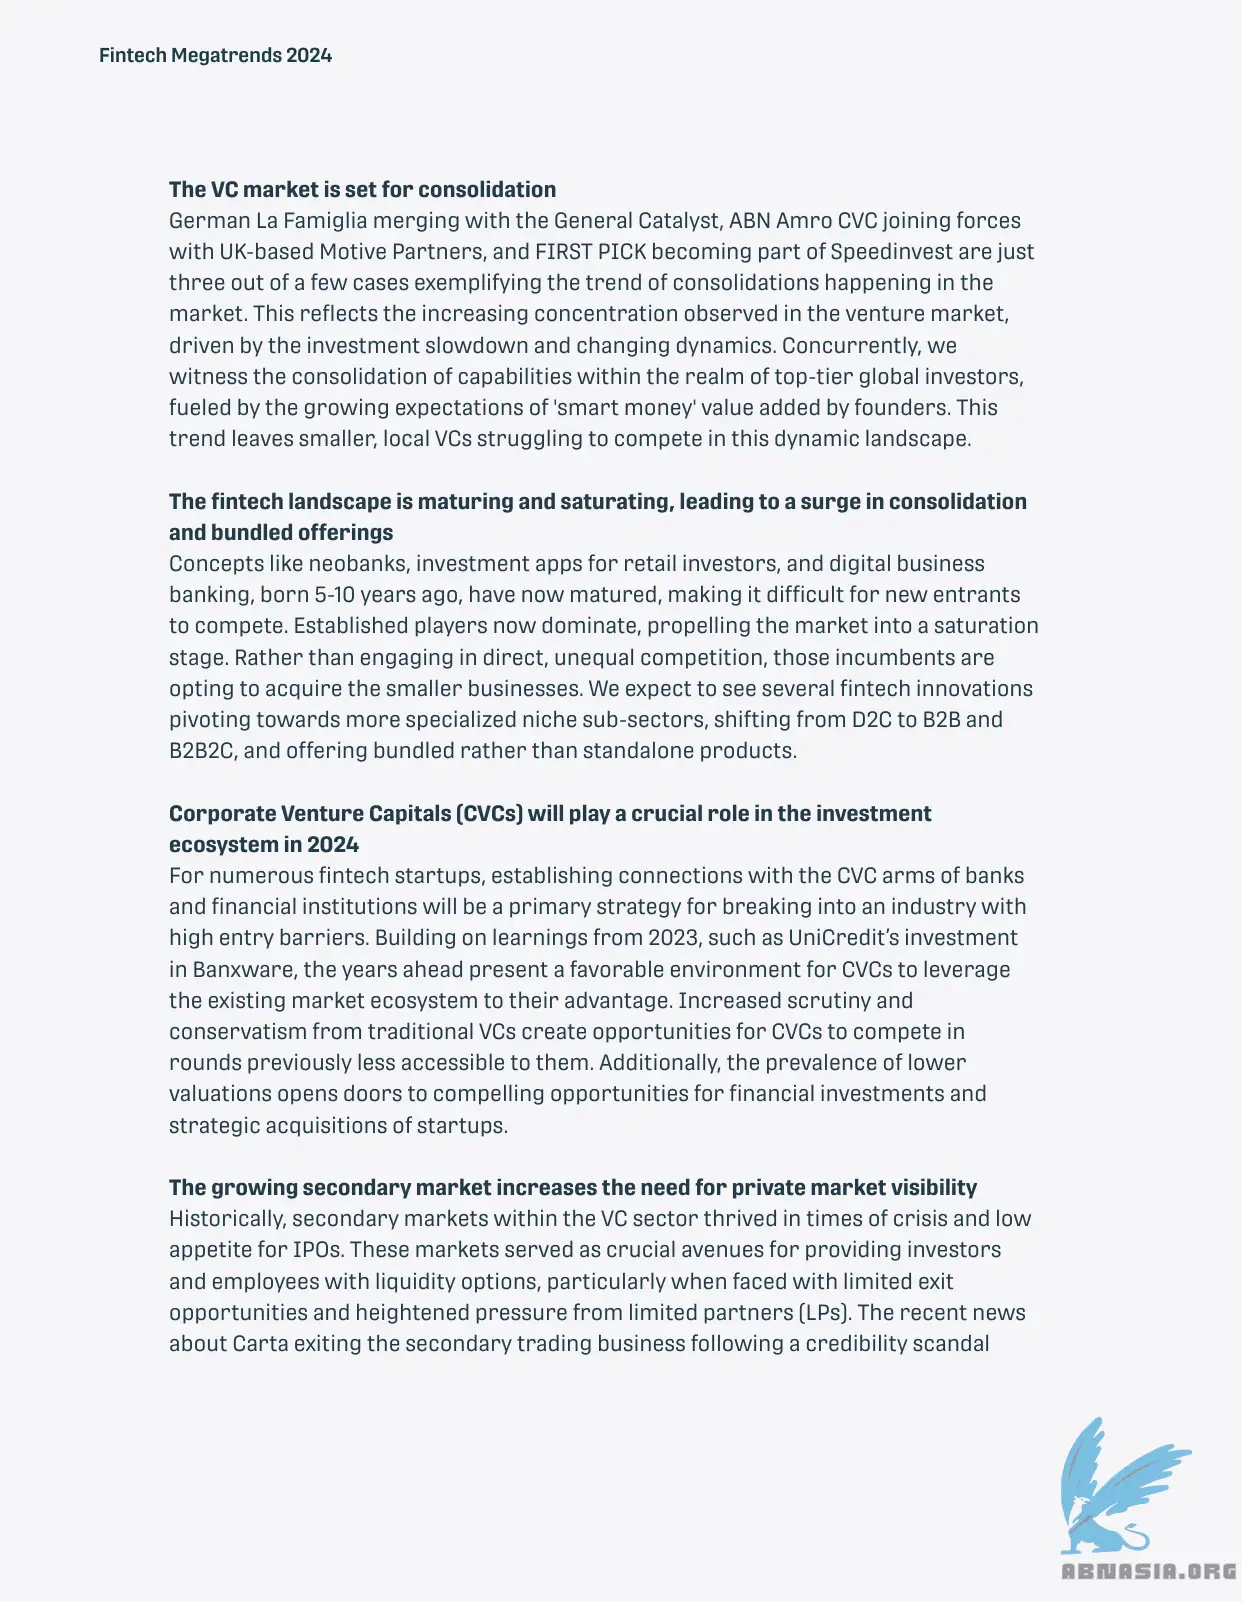 Fintech Megatrends 2024
The VC market is set for consolidation
German La Famiglia merging with the General Catalyst, ABN Amro CVC joining forces
with UK-based Motive Partners, and FIRST PICK becoming part of Speedinvest are just
three out of a few cases exemplifying the trend of consolidations happening in the
market. This reflects the increasing concentration observed in the venture market,
driven by the investment slowdown and changing dynamics. Concurrently, we
witness the consolidation of capabilities within the realm of top-tier global investors,
fueled by the growing expectations of 'smart money' value added by founders. This
trend leaves smaller, local VCs struggling to compete in this dynamic landscape.
The fintech landscape is maturing and saturating, leading to a surge in consolidation
and bundled offerings
Concepts like neobanks, investment apps for retail investors, and digital business
banking, born 5-10 years ago, have now matured, making it difficult for new entrants
to compete. Established players now dominate, propelling the market into a saturation
stage. Rather than engaging in direct, unequal competition, those incumbents are
opting to acquire the smaller businesses. We expect to see several fintech innovations
pivoting towards more specialized niche sub-sectors, shifting from D2C to B2B and
B2B2C, and offering bundled rather than standalone products.
Corporate Venture Capitals (CVCs) will play a crucial role in the investment
ecosystem in 2024
For numerous fintech startups, establishing connections with the CVC arms of banks
and financial institutions will be a primary strategy for breaking into an industry with
high entry barriers. Building on learnings from 2023, such as UniCredit’s investment
in Banxware, the years ahead present a favorable environment for CVCs to leverage
the existing market ecosystem to their advantage. Increased scrutiny and
conservatism from traditional VCs create opportunities for CVCs to compete in
rounds previously less accessible to them. Additionally, the prevalence of lower
valuations opens doors to compelling opportunities for financial investments and
strategic acquisitions of startups.
The growing secondary market increases the need for private market visibility
Historically, secondary markets within the VC sector thrived in times of crisis and low
appetite for IPOs. These markets served as crucial avenues for providing investors
and employees with liquidity options, particularly when faced with limited exit
opportunities and heightened pressure from limited partners (LPs). The recent news
about Carta exiting the secondary trading business following a credibility scandal
ABNASIA.ORG